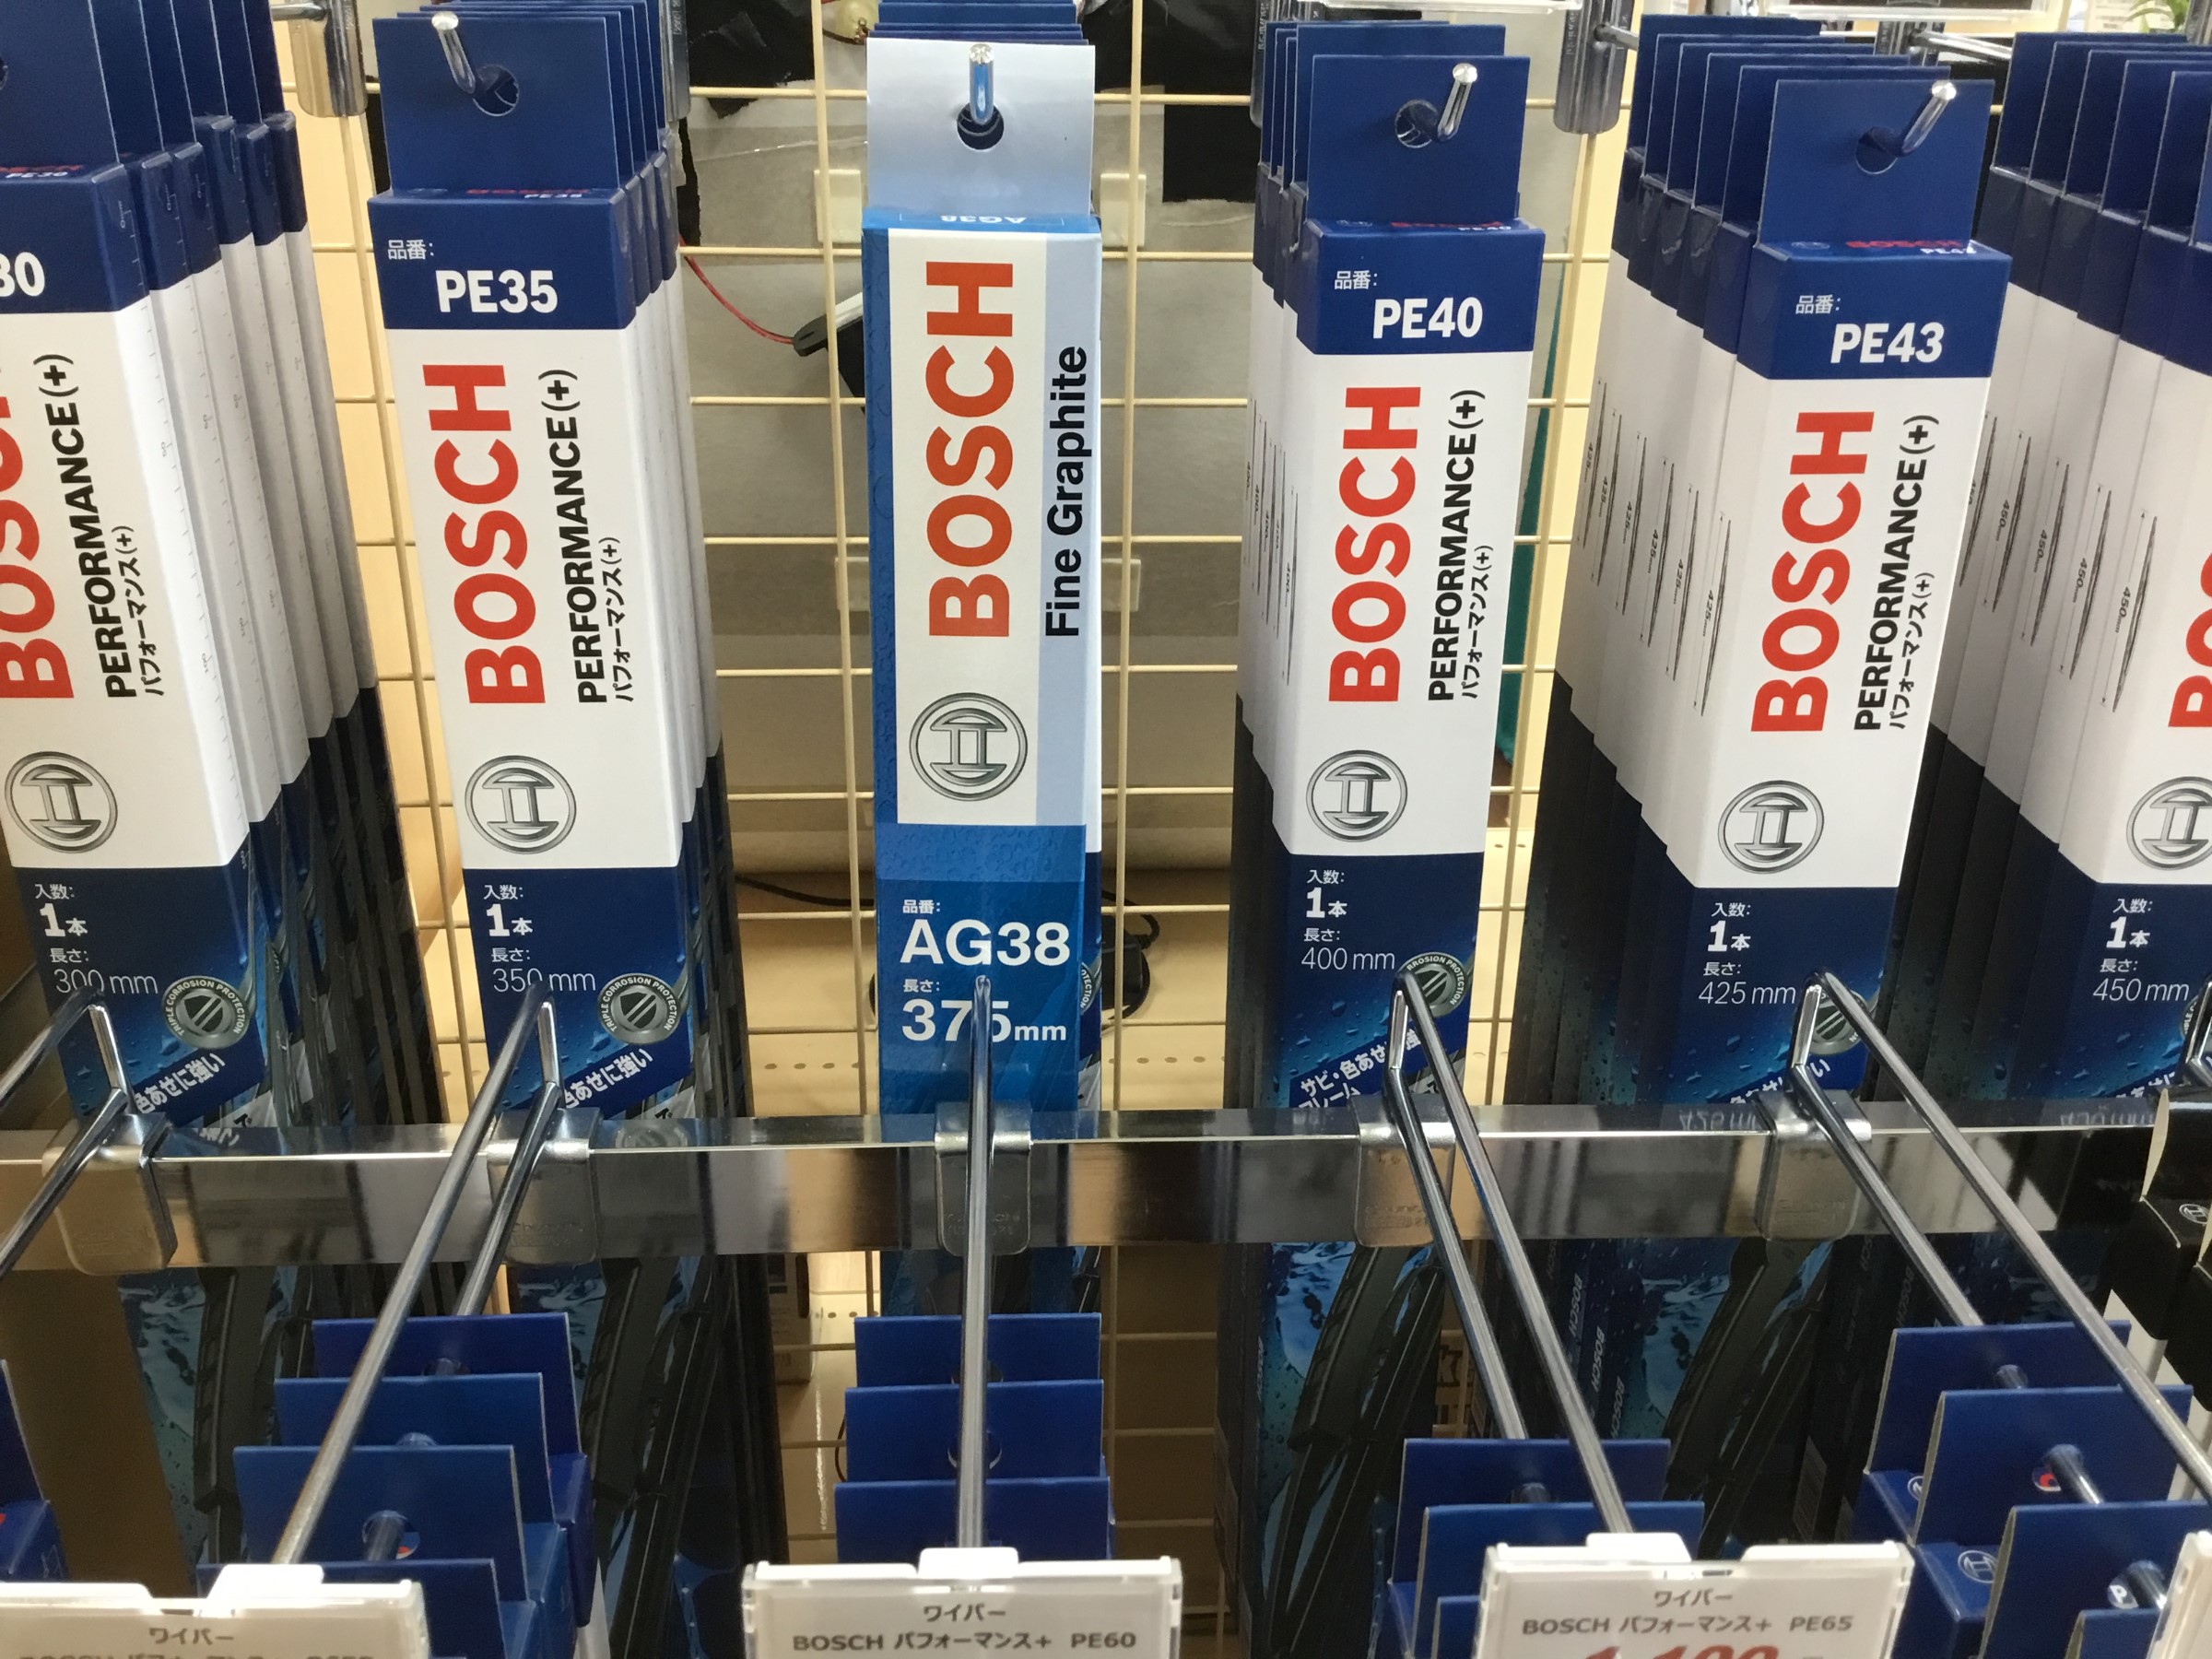 30
BOSCH
PERFORMANCE(+)
パフォーマンス(+)
入数:
1本
長さ:
300mm
TRIPLE CORROSION PROTECTION
色あせに強い
品番:
PE35
BOSCH
PERFORMANCE(+)
パフォーマンス(+)
入数:
1本
長さ:
350mm
TRIPLE CORROSION PROTECTION
色あせに強い
AG38
BOSCH
Fine Graphite
品番:
AG38
長さ:
375mm
品番:
PE40
BOSCH
PERFORMANCE(+)
パフォーマンス(+)
入数:
1本
長さ:
400mm
サビ・色あせ
品番:
PE43
BOSCH
PERFORMANCE(+)
パフォーマンス(+)
入数:
1本
長さ:
425mm
入数:
1本
長さ:
450mm
ワイパー
ワイパー
BOSCH パフォーマンス+ PE60
ワイパー
BOSCH パフォーマンス+ PE65